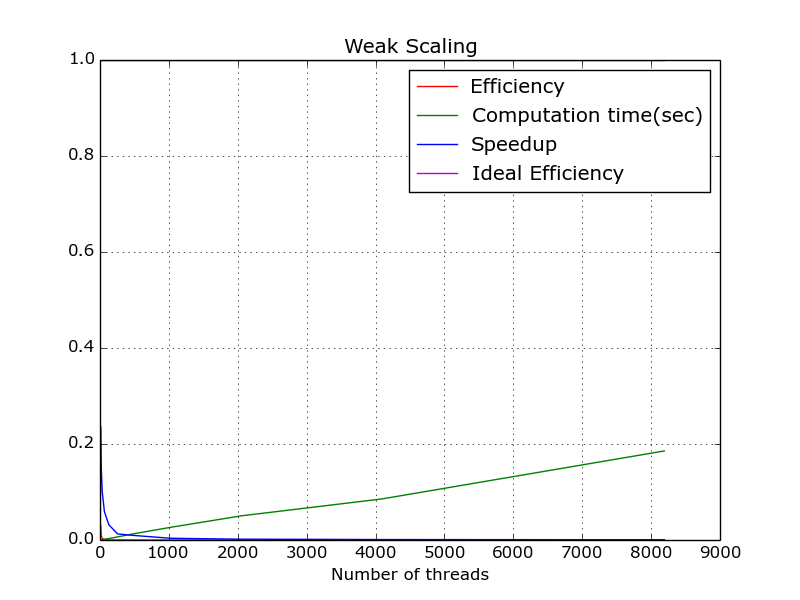 Weak Scaling
1.0
0.8
0.6
0.4
0.2
0.0
Efficiency
Computation time(sec)
Speedup
Ideal Efficiency
0 1000 2000 3000 4000 5000 6000 7000 8000 9000
Number of threads